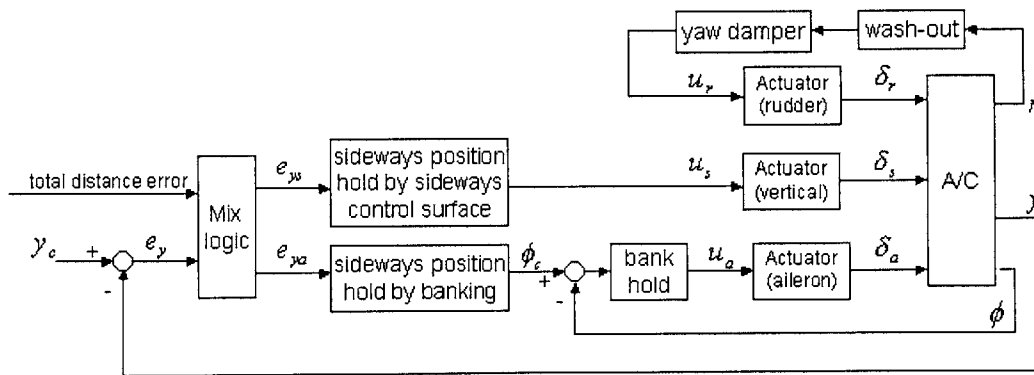 yaw damper
wash-out
u_r
Actuator
(rudder)
δ_r
sideways position
hold by sideways
control surface
e_ys
u_s
Actuator
(vertical)
δ_s
A/C
total distance error
Mix
logic
y_c
+
-
e_y
e_ya
sideways position
hold by banking
ϕ_c
+
-
bank
hold
u_a
Actuator
(aileron)
δ_a
ϕ